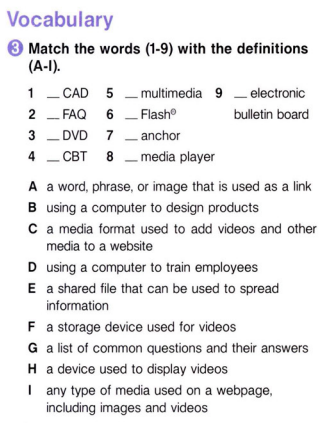 Vocabulary
3 Match the words (1-9) with the definitions
(A-I).
1 __ CAD 5 __ multimedia 9 __ electronic
2 __ FAQ 6 __ Flash® bulletin board
3 __ DVD 7 __ anchor
4 __ CBT 8 __ media player
A a word, phrase, or image that is used as a link
B using a computer to design products
C a media format used to add videos and other
media to a website
D using a computer to train employees
E a shared file that can be used to spread
information
F a storage device used for videos
G a list of common questions and their answers
H a device used to display videos
I any type of media used on a webpage,
including images and videos